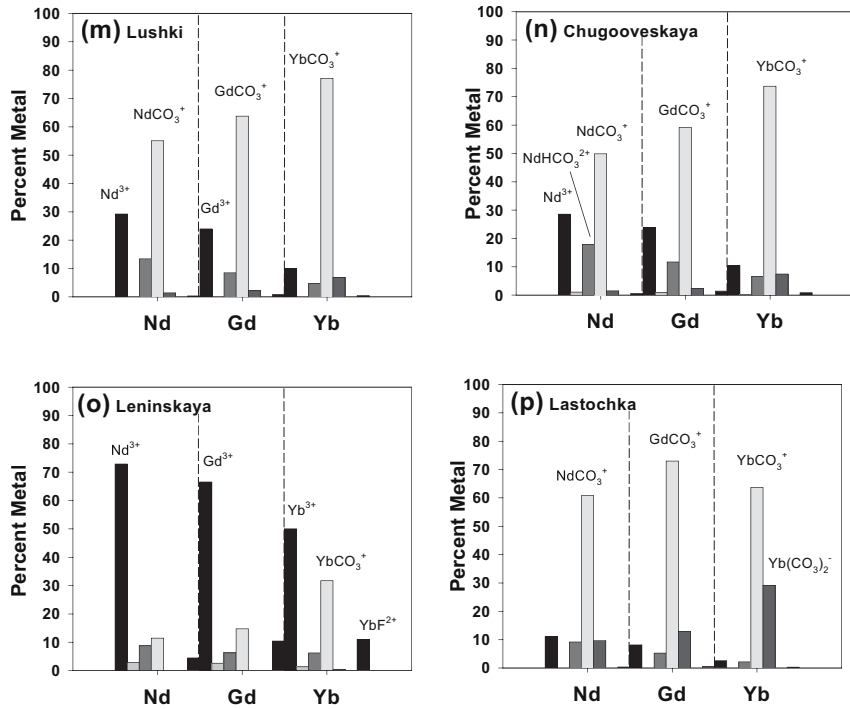 (m) Lushki
Percent Metal
100
90
80
70
60
50
40
30
20
10
0
Nd³⁺
NdCO₃⁺
Gd³⁺
GdCO₃⁺
YbCO₃⁺
Nd Gd Yb
(n) Chugooveskaya
Percent Metal
100
90
80
70
60
50
40
30
20
10
0
Nd³⁺
NdHCO₃²⁺
NdCO₃⁺
GdCO₃⁺
YbCO₃⁺
Nd Gd Yb
(o) Leninskaya
Percent Metal
100
90
80
70
60
50
40
30
20
10
0
Nd³⁺
Gd³⁺
Yb³⁺
YbCO₃⁺
YbF²⁺
Nd Gd Yb
(p) Lastochka
Percent Metal
100
90
80
70
60
50
40
30
20
10
0
NdCO₃⁺
GdCO₃⁺
YbCO₃⁺
Yb(CO₃)₂⁻
Nd Gd Yb